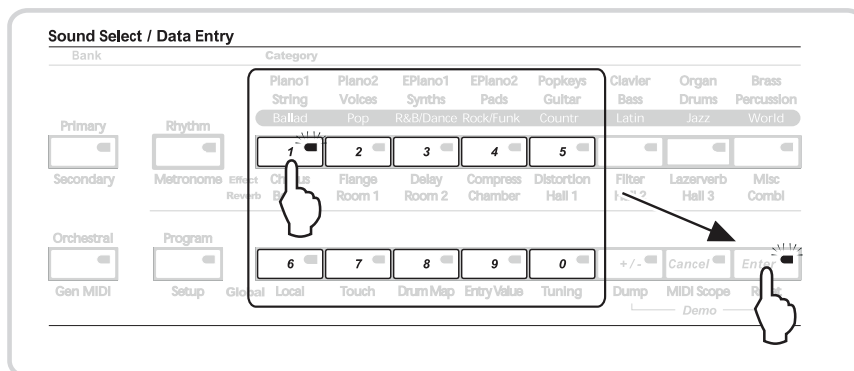 Sound Select / Data Entry
Bank Category
Piano1 Piano2 EPiano1 EPiano2 Popkeys Clavier Organ Brass
String Voices Synths Pads Guitar Bass Drums Percussion
Primary Rhythm Ballad Pop R&B/Dance Rock/Funk Countr Latin Jazz World
1 2 3 4 5
Secondary Metronome Effect Flange Delay Compress Distortion Filter Lazerverb Misc
Reverb Room 1 Room 2 Chamber Hall 1 Hall 3 Combi
Orchestral Program
6 7 8 9 0 +/- Cancel Enter
Gen MIDI Setup Global Local Touch Drum Map Entry Value Tuning Dump MIDI Scope
Demo